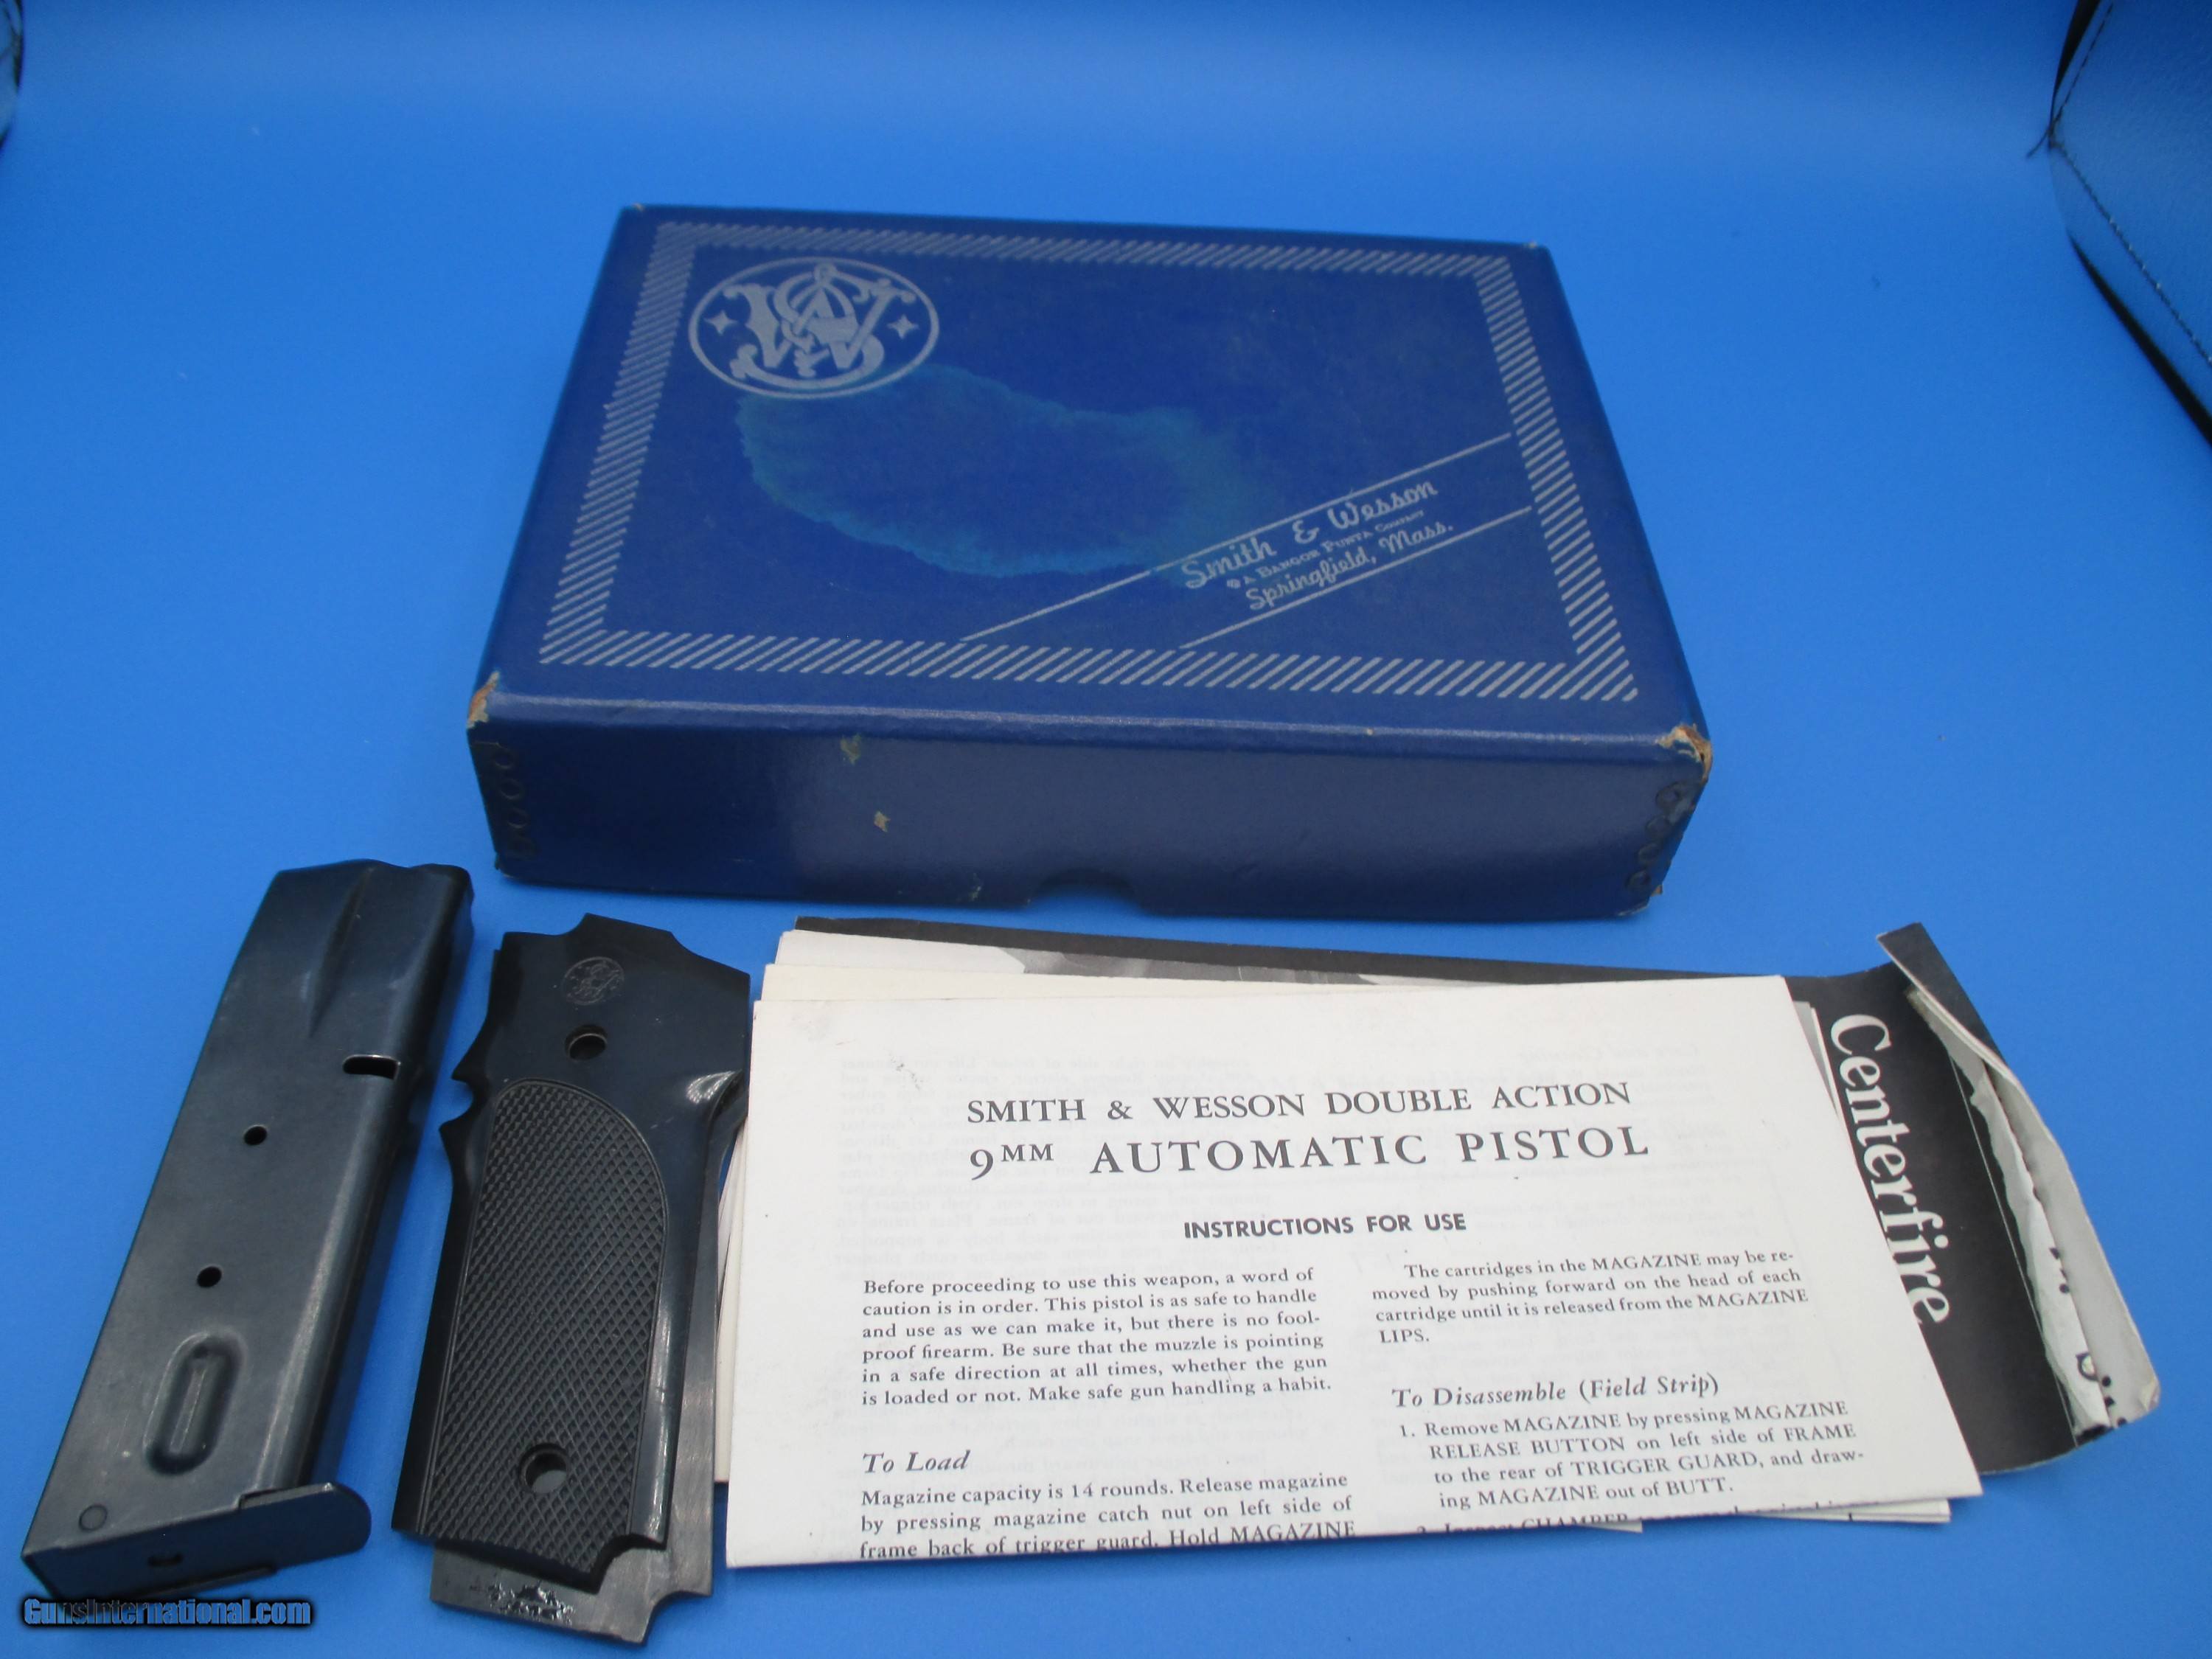 Smith & Wesson
A BANGOR PUNTA COMPANY
Springfield, Mass.
Centerfire
SMITH & WESSON DOUBLE ACTION
9MM AUTOMATIC PISTOL
INSTRUCTIONS FOR USE
Before proceeding to use this weapon, a word of
caution is in order. This pistol is as safe to handle
and use as we can make it, but there is no fool-
proof firearm. Be sure that the muzzle is pointing
in a safe direction at all times, whether the gun
is loaded or not. Make safe gun handling a habit.
To Load
Magazine capacity is 14 rounds. Release magazine
by pressing magazine catch nut on left side of
frame back of trigger guard. Hold MAGAZINE
The cartridges in the MAGAZINE may be re-
moved by pushing forward on the head of each
cartridge until it is released from the MAGAZINE
LIPS.
To Disassemble (Field Strip)
1. Remove MAGAZINE by pressing MAGAZINE
RELEASE BUTTON on left side of FRAME
to the rear of TRIGGER GUARD, and draw-
ing MAGAZINE out of BUTT.
2. Inspect CHAMBER to
GunsInternational.com